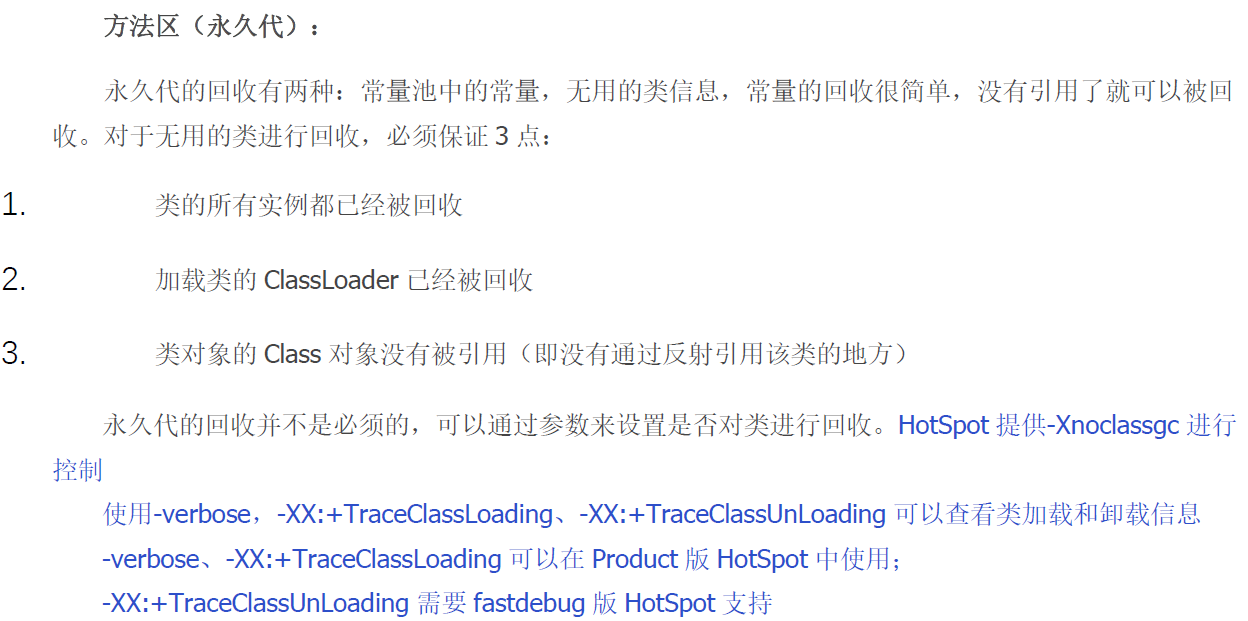 方法区（永久代）：
永久代的回收有两种：常量池中的常量，无用的类信息，常量的回收很简单，没有引用了就可以被回
收。对于无用的类进行回收，必须保证 3 点：
1. 类的所有实例都已经被回收
2. 加载类的 ClassLoader 已经被回收
3. 类对象的 Class 对象没有被引用（即没有通过反射引用该类的地方）
永久代的回收并不是必须的，可以通过参数来设置是否对类进行回收。HotSpot 提供-Xnoclassgc 进行
控制
使用-verbose，-XX:+TraceClassLoading、-XX:+TraceClassUnLoading 可以查看类加载和卸载信息
-verbose、-XX:+TraceClassLoading 可以在 Product 版 HotSpot 中使用；
-XX:+TraceClassUnLoading 需要 fastdebug 版 HotSpot 支持